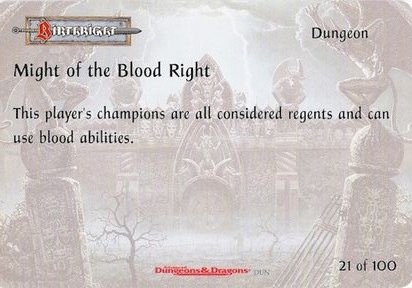 BIRTHRIGHT
Dungeon
Might of the Blood Right
This player's champions are all considered regents and can
use blood abilities.
Advanced
Dungeons & Dragons
DUN
21 of 100